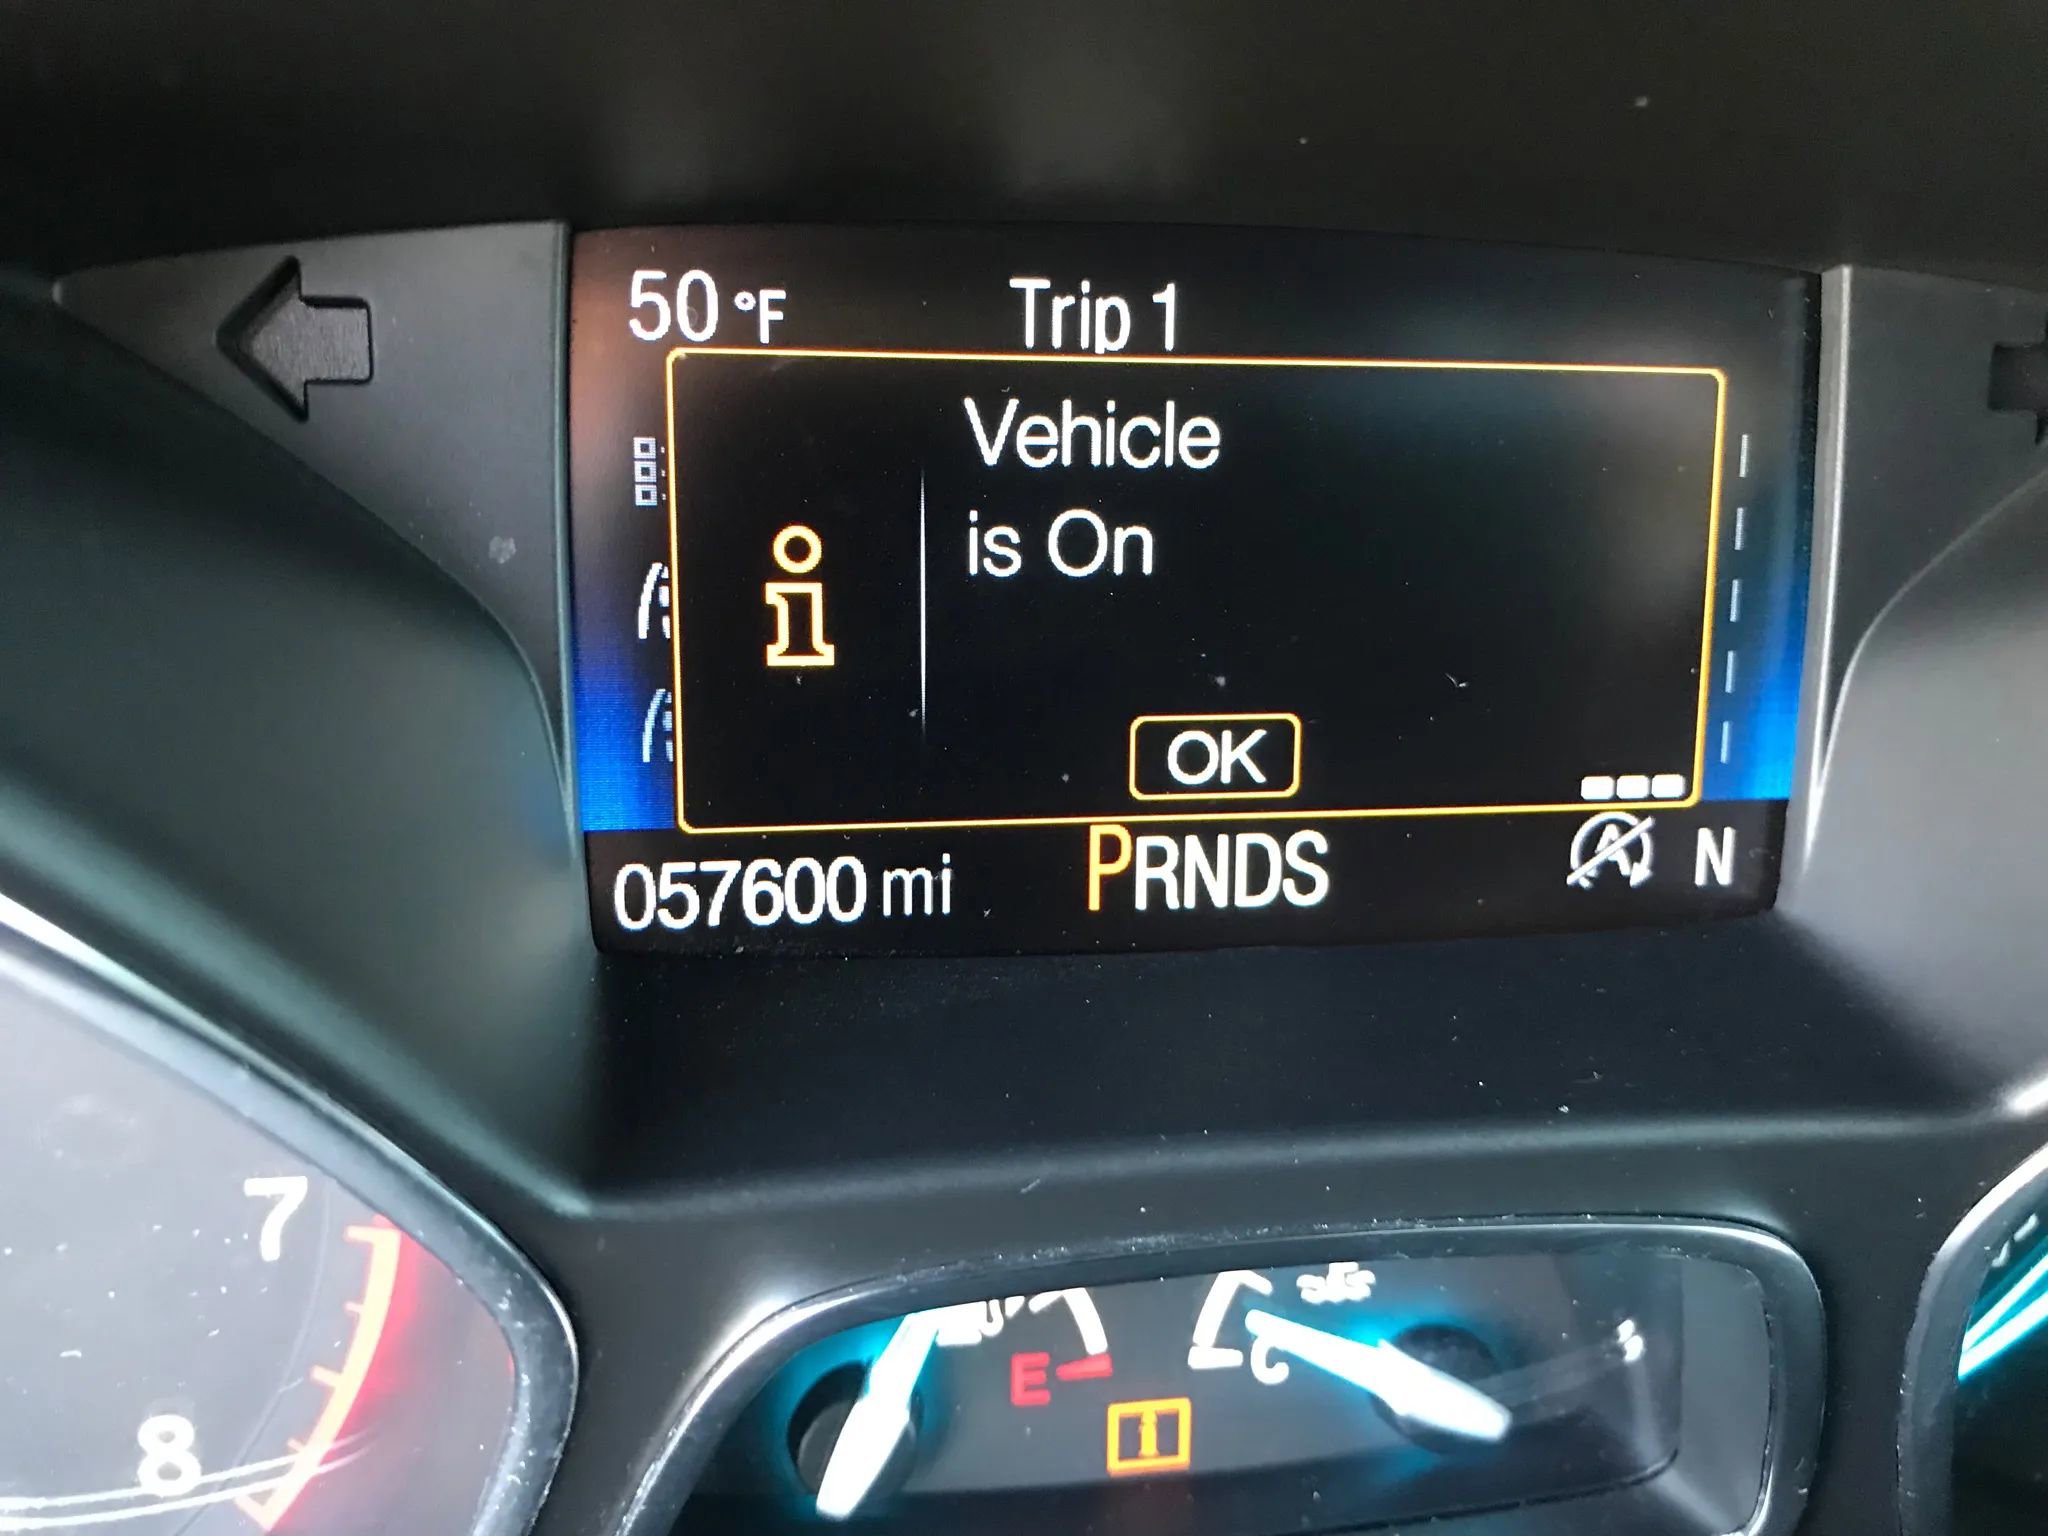 50 °F Trip 1
Vehicle
is On
OK
057600 mi PRNDS N
7
8
E
C